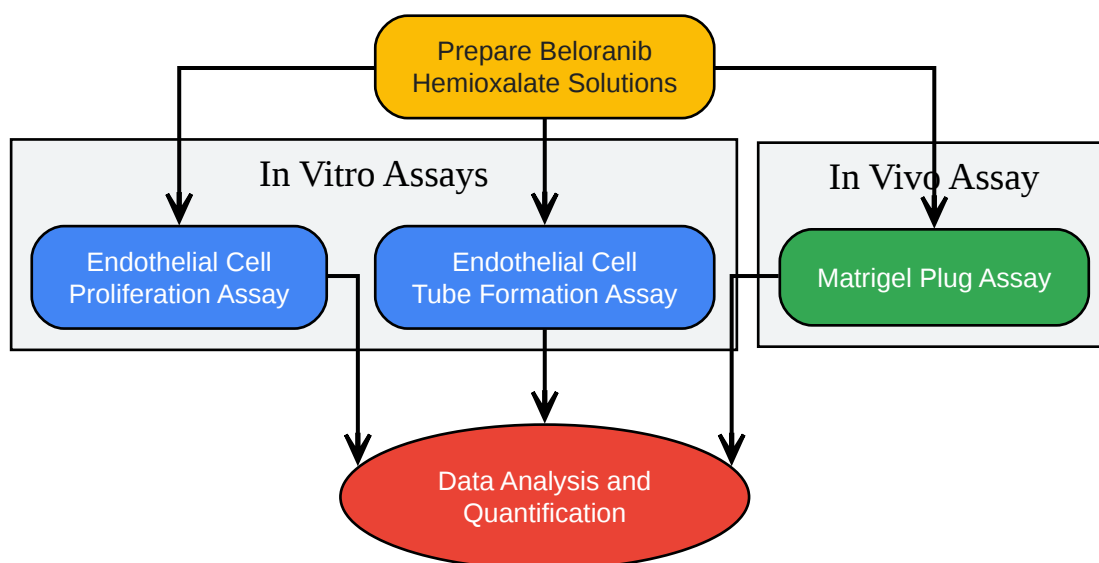 Prepare Beloranib
Hemioxalate Solutions
In Vitro Assays
In Vivo Assay
Endothelial Cell
Proliferation Assay
Endothelial Cell
Tube Formation Assay
Matrigel Plug Assay
Data Analysis and
Quantification